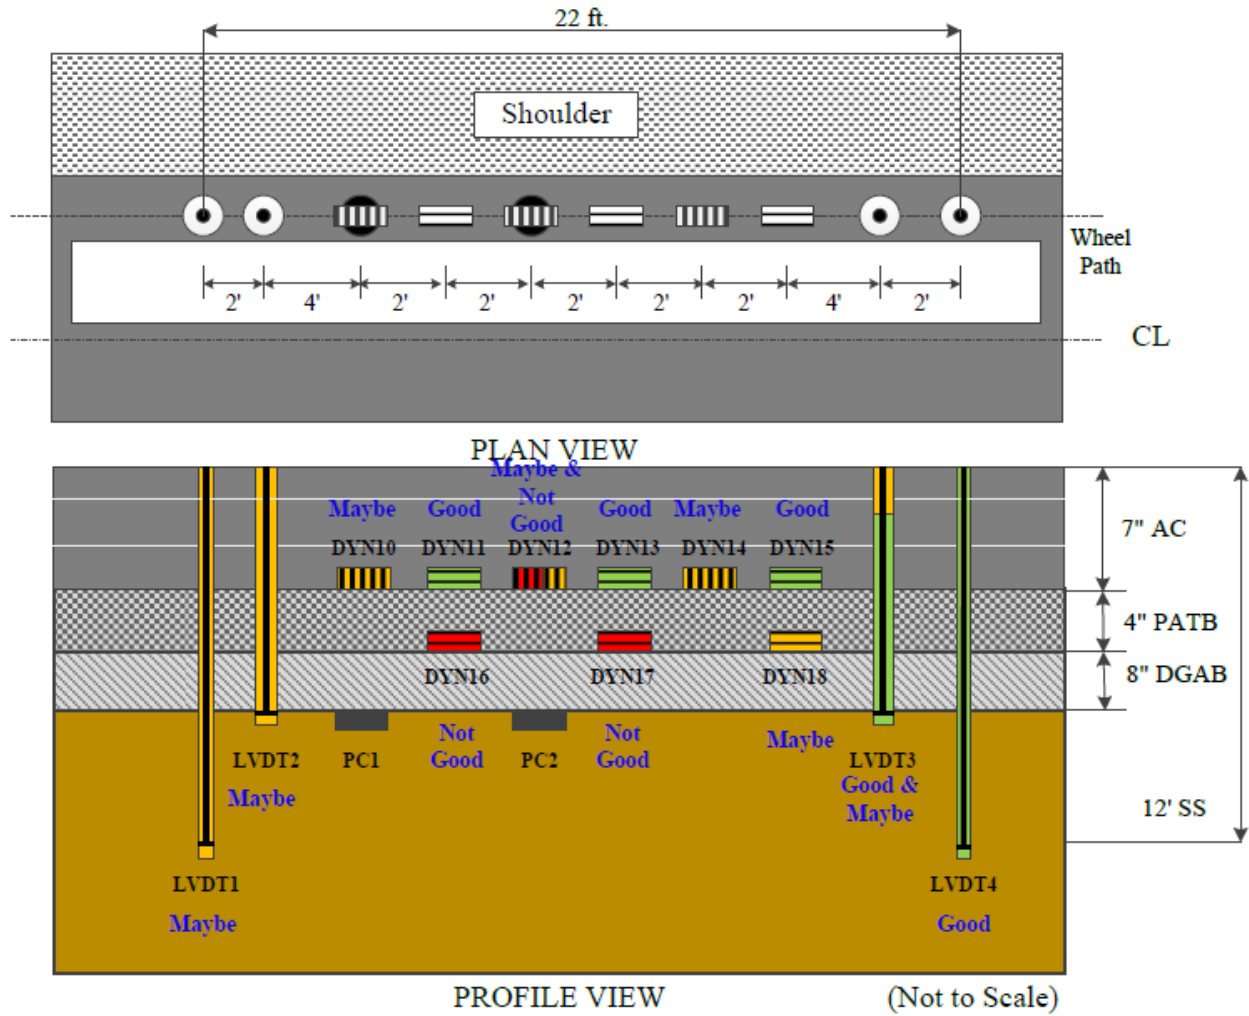 22 ft.
Shoulder
Wheel
Path
2' 4' 2' 2' 2' 2' 2' 4' 2'
CL
PLAN VIEW
Maybe &
Not
Good
Maybe Good Good Maybe Good
DYN10 DYN11 DYN12 DYN13 DYN14 DYN15
7" AC
4" PATB
8" DGAB
DYN16 DYN17 DYN18
Not
Good
Not
Good
Maybe
LVDT2 PC1 PC2 LVDT3
Maybe
Good &
Maybe
12' SS
LVDT1 LVDT4
Maybe Good
PROFILE VIEW (Not to Scale)